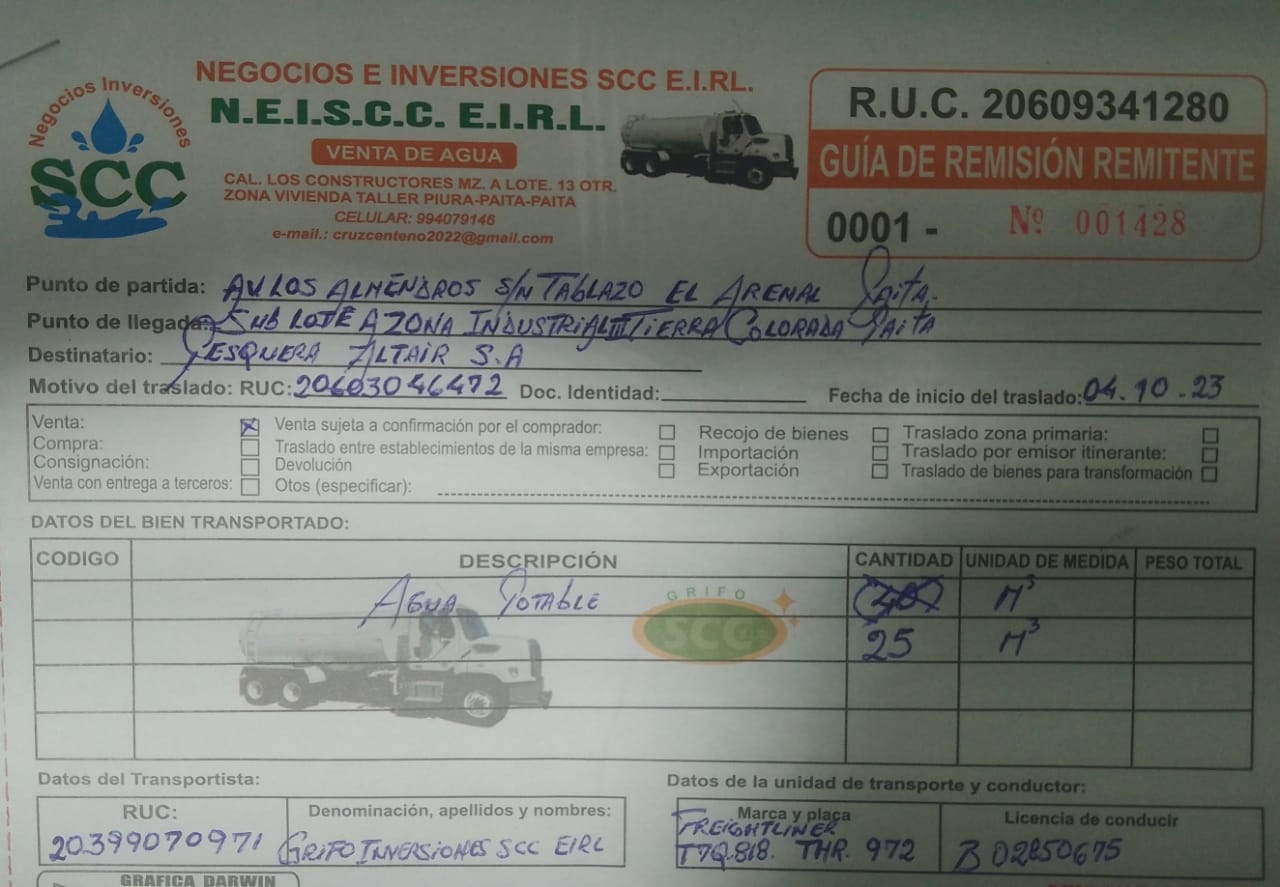 Negocios Inversiones
SCC
NEGOCIOS E INVERSIONES SCC E.I.RL.
N.E.I.S.C.C. E.I.R.L.
VENTA DE AGUA
CAL. LOS CONSTRUCTORES MZ. A LOTE. 13 OTR.
ZONA VIVIENDA TALLER PIURA-PAITA-PAITA
CELULAR: 994079146
e-mail.: cruzcenteno2022@gmail.com
R.U.C. 20609341280
GUÍA DE REMISIÓN REMITENTE
0001 - Nº 001428
Punto de partida: AV LOS ALMENDROS S/N TABLAZO EL ARENAL PAITA.
Punto de llegada: SUB LOTE A ZONA INDUSTRIAL III TIERRA COLORADA PAITA
Destinatario: PESQUERA ALTAIR S.A
Motivo del traslado: RUC: 20603046472 Doc. Identidad: Fecha de inicio del traslado: 04.10.23
Venta: X Venta sujeta a confirmación por el comprador: Recojo de bienes Traslado zona primaria:
Compra: Traslado entre establecimientos de la misma empresa: Importación Traslado por emisor itinerante:
Consignación: Devolución Exportación Traslado de bienes para transformación
Venta con entrega a terceros: Otos (especificar):
DATOS DEL BIEN TRANSPORTADO:
CODIGO DESCRIPCIÓN CANTIDAD UNIDAD DE MEDIDA PESO TOTAL
AGUA POTABLE M³
GRIFO
SCC
25 M³
Datos del Transportista: Datos de la unidad de transporte y conductor:
RUC: Denominación, apellidos y nombres: Marca y placa Licencia de conducir
20399070971 GRIFO INVERSIONES SCC EIRL FREIGHTLINER
T7Q.818. THR. 972 B02850675
GRAFICA DARWIN